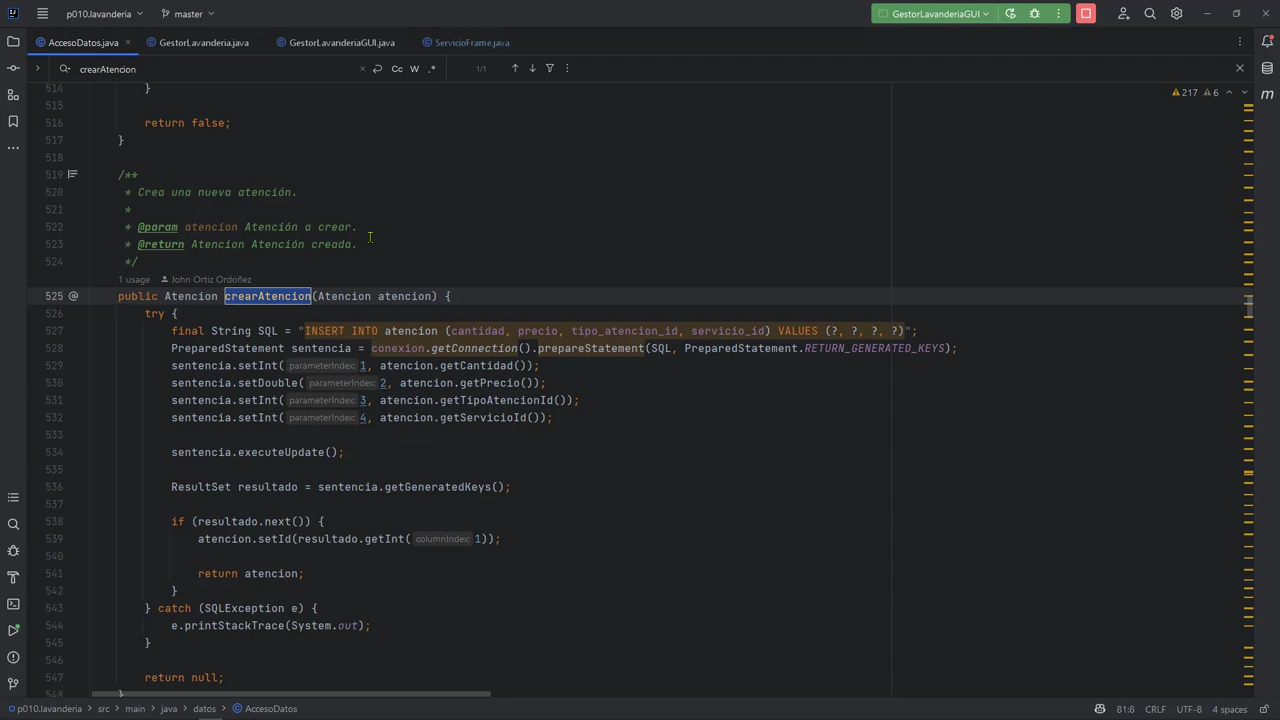 p010.lavanderia
master
GestorLavanderiaGUI
AccesoDatos.java
GestorLavanderia.java
GestorLavanderiaGUI.java
ServicioFrame.java
crearAtencion
Cc W .*
1/1
217 6
514 }
515
516 return false;
517 }
518
519 /**
520 * Crea una nueva atención.
521 *
522 * @param atencion Atención a crear.
523 * @return Atencion Atención creada.
524 */
1 usage John Ortiz Ordoñez
525 @ public Atencion crearAtencion(Atencion atencion) {
526 try {
527 final String SQL = "INSERT INTO atencion (cantidad, precio, tipo_atencion_id, servicio_id) VALUES (?, ?, ?, ?)";
528 PreparedStatement sentencia = conexion.getConnection().prepareStatement(SQL, PreparedStatement.RETURN_GENERATED_KEYS);
529 sentencia.setInt( parameterIndex: 1, atencion.getCantidad());
530 sentencia.setDouble( parameterIndex: 2, atencion.getPrecio());
531 sentencia.setInt( parameterIndex: 3, atencion.getTipoAtencionId());
532 sentencia.setInt( parameterIndex: 4, atencion.getServicioId());
533
534 sentencia.executeUpdate();
535
536 ResultSet resultado = sentencia.getGeneratedKeys();
537
538 if (resultado.next()) {
539 atencion.setId(resultado.getInt( columnIndex: 1));
540
541 return atencion;
542 }
543 } catch (SQLException e) {
544 e.printStackTrace(System.out);
545 }
546
547 return null;
548 }
p010.lavanderia > src > main > java > datos > AccesoDatos
81:8 CRLF UTF-8 4 spaces